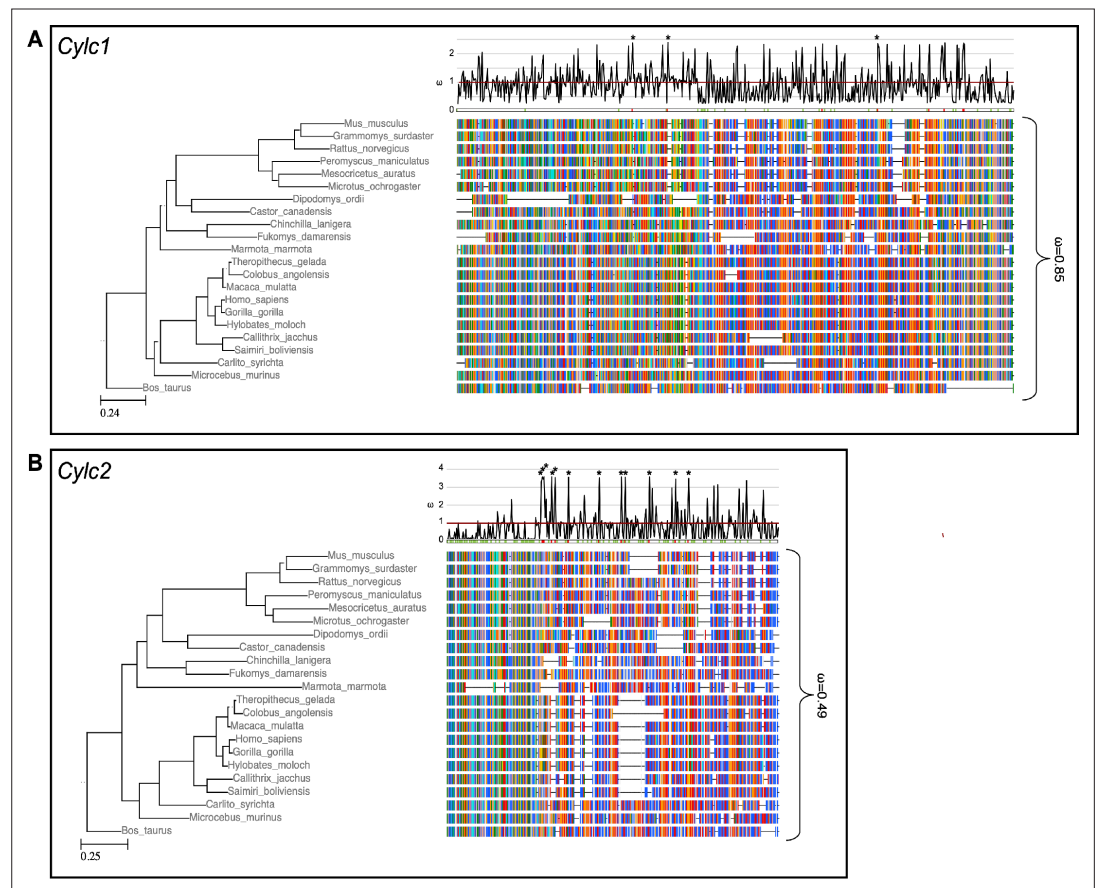 A
Cylc1
* * *
2
1
0
ω
Mus_musculus
Grammomys_surdaster
Rattus_norvegicus
Peromyscus_maniculatus
Mesocricetus_auratus
Microtus_ochrogaster
Dipodomys_ordii
Castor_canadensis
Chinchilla_lanigera
Fukomys_damarensis
Marmota_marmota
Theropithecus_gelada
Colobus_angolensis
Macaca_mulatta
Homo_sapiens
Gorilla_gorilla
Hylobates_moloch
Callithrix_jacchus
Saimiri_boliviensis
Carlito_syrichta
Microcebus_murinus
Bos_taurus
0.24
ω=0.85
B
Cylc2
*** ** * * ** * * *
4
3
2
1
0
ω
Mus_musculus
Grammomys_surdaster
Rattus_norvegicus
Peromyscus_maniculatus
Mesocricetus_auratus
Microtus_ochrogaster
Dipodomys_ordii
Castor_canadensis
Chinchilla_lanigera
Fukomys_damarensis
Marmota_marmota
Theropithecus_gelada
Colobus_angolensis
Macaca_mulatta
Homo_sapiens
Gorilla_gorilla
Hylobates_moloch
Callithrix_jacchus
Saimiri_boliviensis
Carlito_syrichta
Microcebus_murinus
Bos_taurus
0.25
ω=0.49